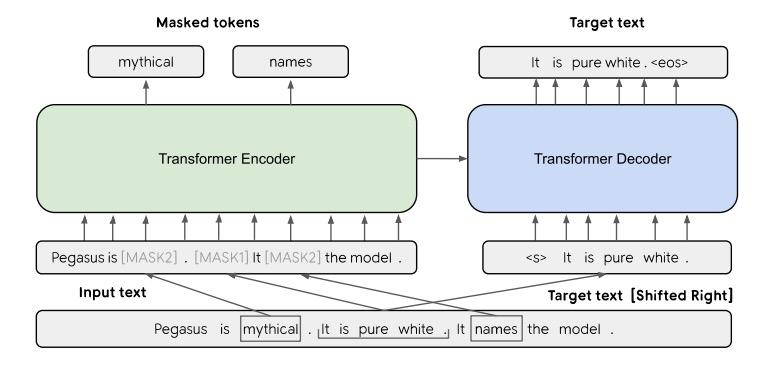 Masked tokens
Target text
mythical
names
It is pure white . <eos>
Transformer Encoder
Transformer Decoder
Pegasus is [MASK2] . [MASK1] It [MASK2] the model .
<s> It is pure white .
Input text
Target text [Shifted Right]
Pegasus is mythical . It is pure white . It names the model .